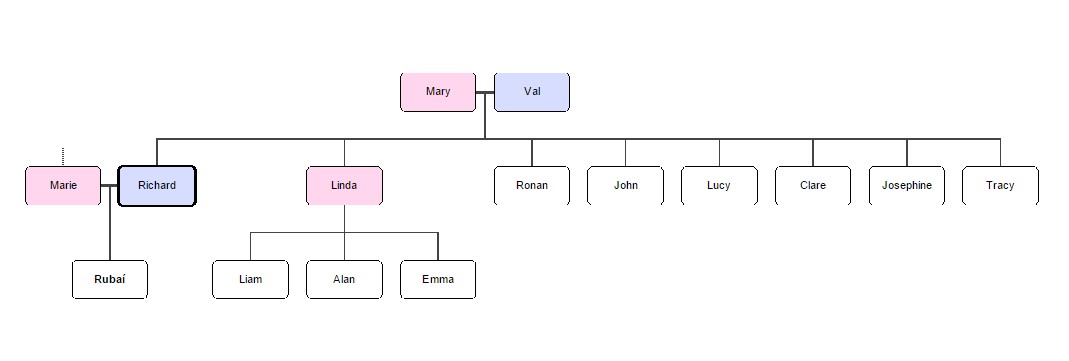 Mary
Val
Marie
Richard
Linda
Ronan
John
Lucy
Clare
Josephine
Tracy
Rubaí
Liam
Alan
Emma